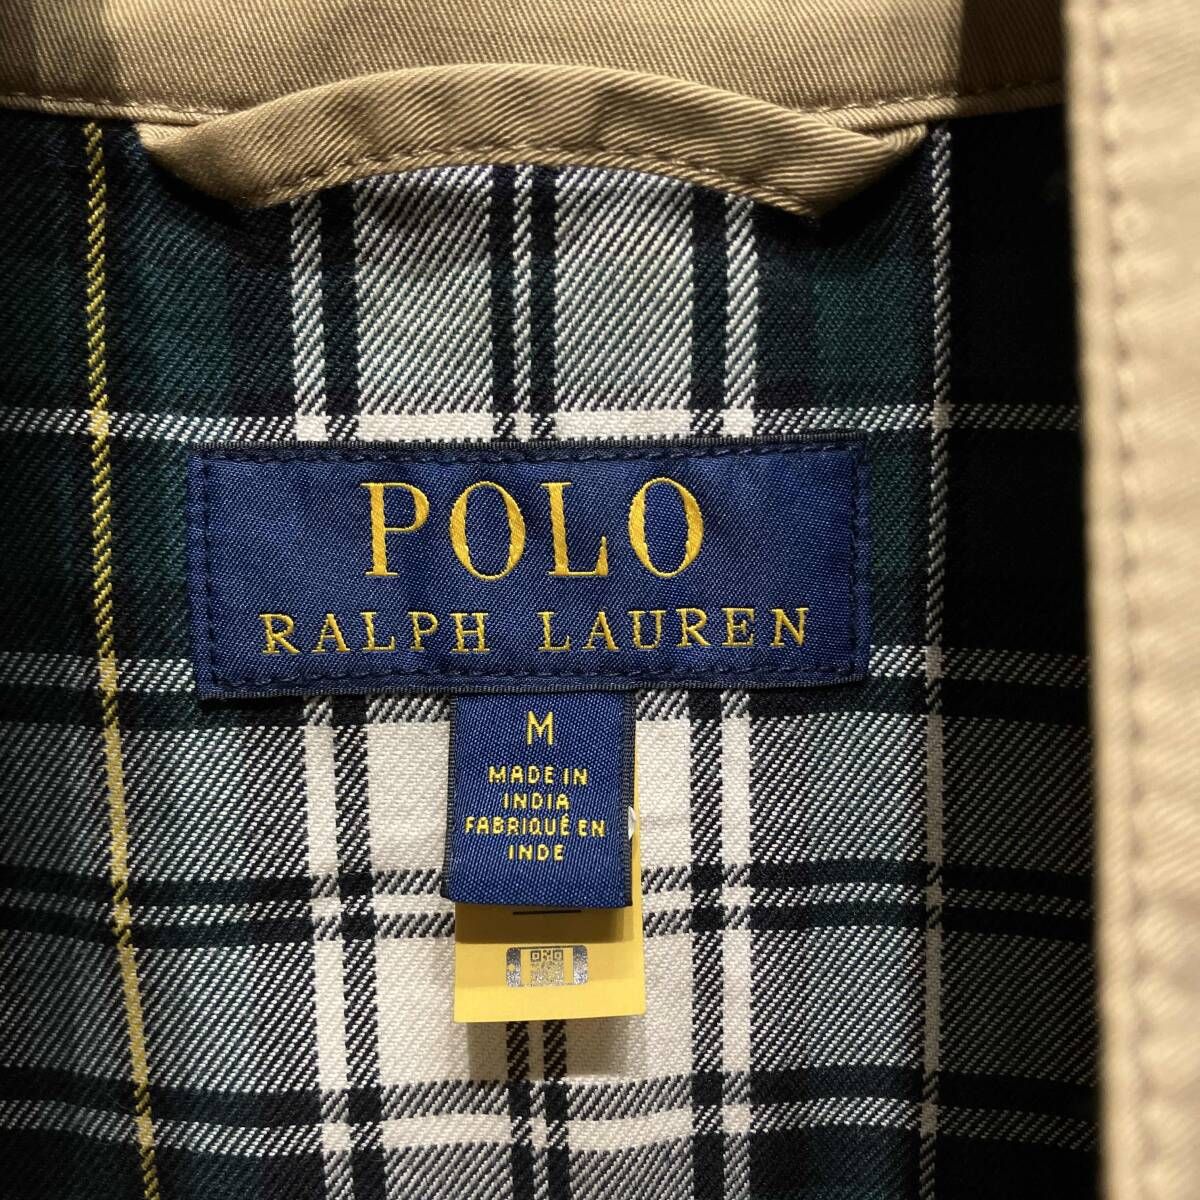 POLO
RALPH LAUREN
M
MADE IN
INDIA
FABRIQUÉ EN
INDE